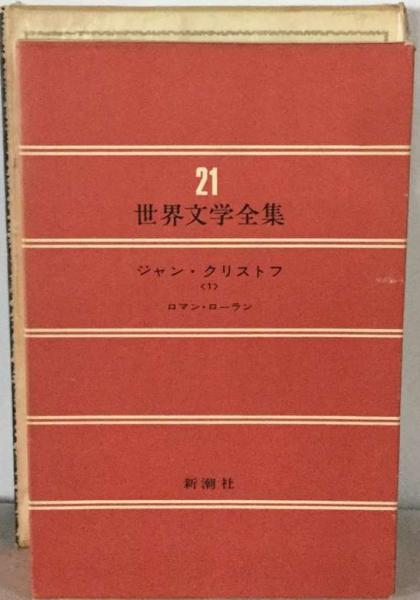 21
世界文学全集
ジャン・クリストフ
〈1〉
ロマン・ローラン
新潮社